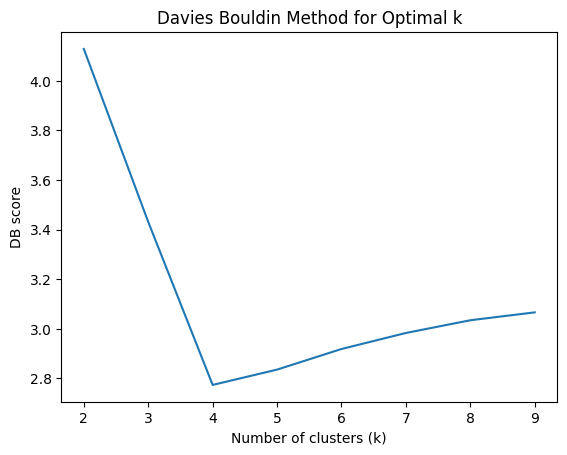 Davies Bouldin Method for Optimal k
4.0
3.8
3.6
3.4
3.2
3.0
2.8
DB score
2 3 4 5 6 7 8 9
Number of clusters (k)